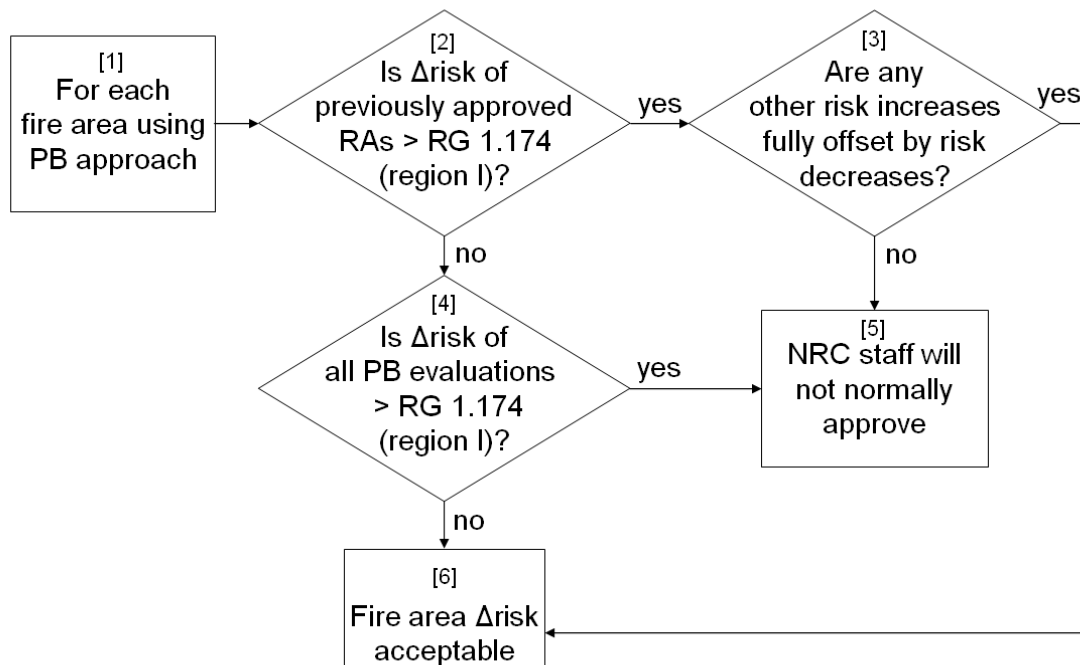 [1]
For each
fire area using
PB approach
[2]
Is Δrisk of
previously approved
RAs > RG 1.174
(region I)?
yes
[3]
Are any
other risk increases
fully offset by risk
decreases?
yes
no
no
[4]
Is Δrisk of
all PB evaluations
> RG 1.174
(region I)?
yes
[5]
NRC staff will
not normally
approve
no
[6]
Fire area Δrisk
acceptable